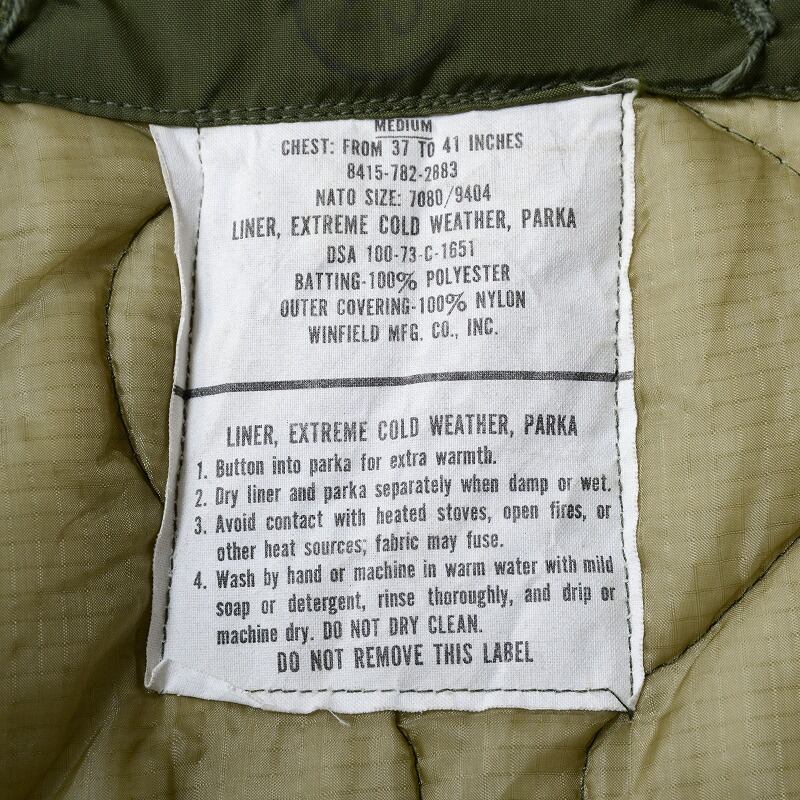 MEDIUM
CHEST: FROM 37 TO 41 INCHES
8415-782-2883
NATO SIZE: 7080/9404
LINER, EXTREME COLD WEATHER, PARKA
DSA 100-73-C-1651
BATTING-100% POLYESTER
OUTER COVERING-100% NYLON
WINFIELD MFG. CO., INC.
LINER, EXTREME COLD WEATHER, PARKA
1. Button into parka for extra warmth.
2. Dry liner and parka separately when damp or wet.
3. Avoid contact with heated stoves, open fires, or
other heat sources; fabric may fuse.
4. Wash by hand or machine in warm water with mild
soap or detergent, rinse thoroughly, and drip or
machine dry. DO NOT DRY CLEAN.
DO NOT REMOVE THIS LABEL